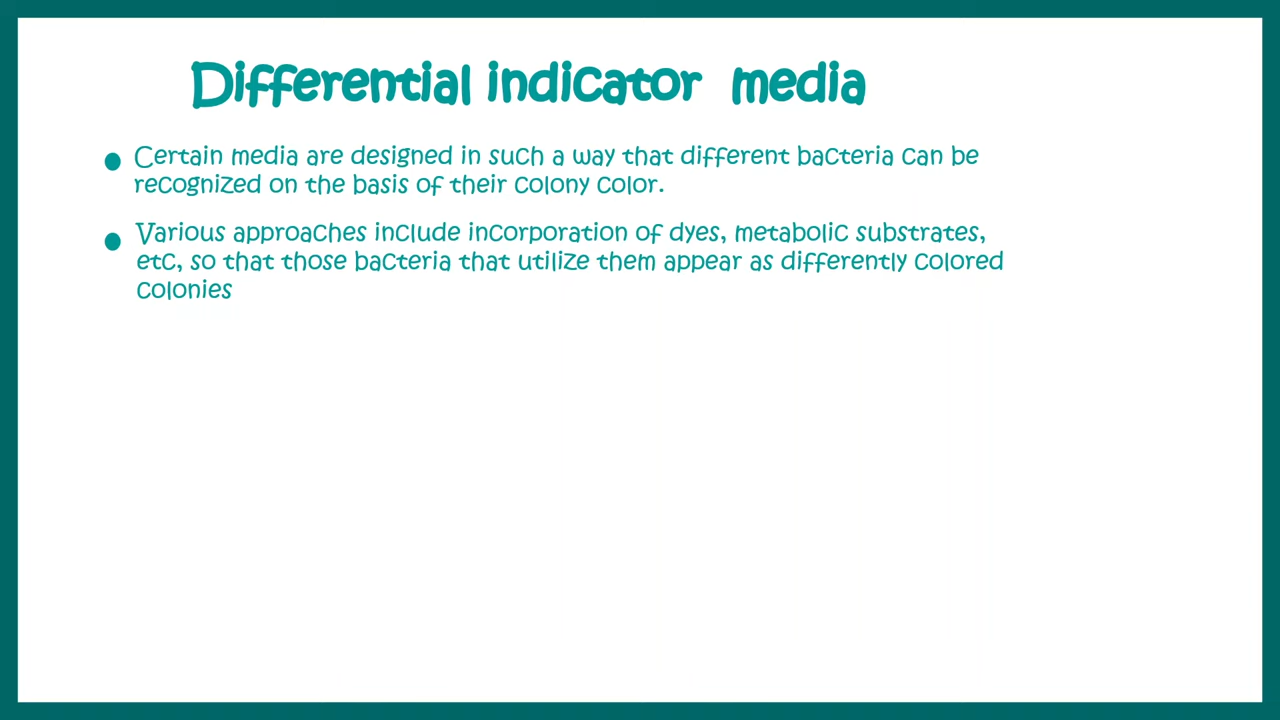 Differential indicator media
• Certain media are designed in such a way that different bacteria can be
recognized on the basis of their colony color.
• Various approaches include incorporation of dyes, metabolic substrates,
etc, so that those bacteria that utilize them appear as differently colored
colonies